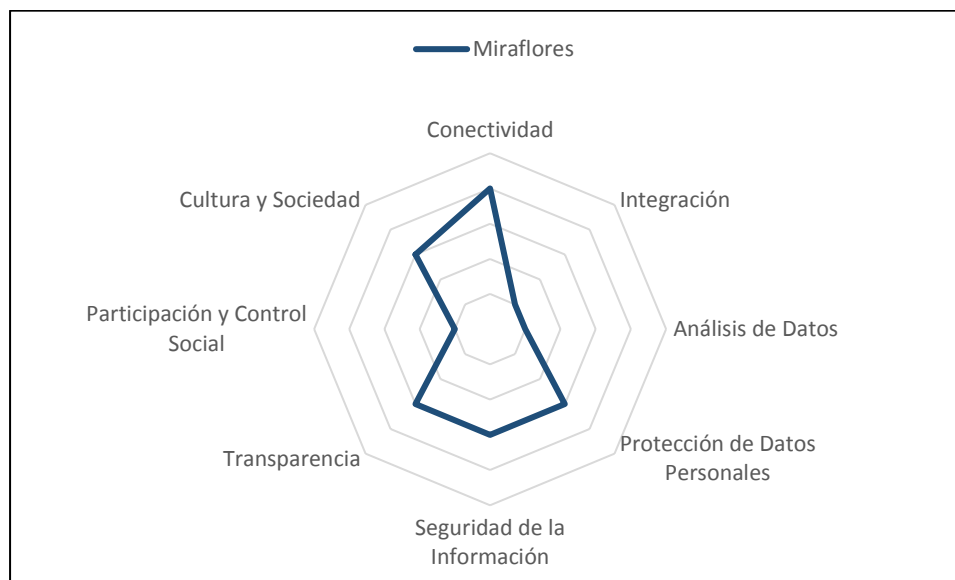 Miraflores
Conectividad
Cultura y Sociedad
Integración
Participación y Control
Social
Análisis de Datos
Transparencia
Protección de Datos
Personales
Seguridad de la
Información